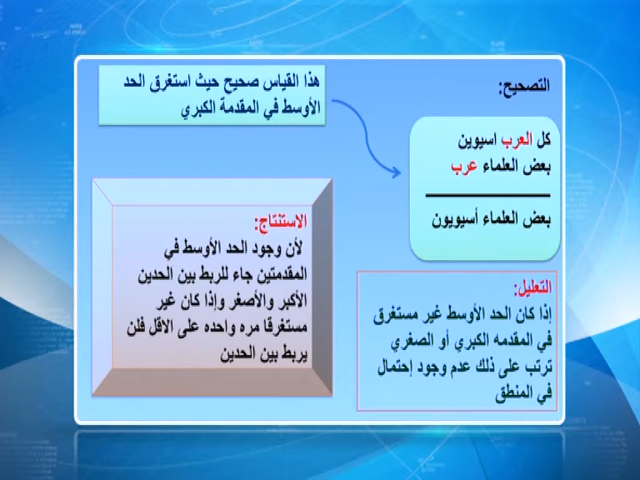 التصحيح:
هذا القياس صحيح حيث استغرق الحد
الأوسط في المقدمة الكبري
كل العرب اسيوين
بعض العلماء عرب
بعض العلماء أسيويون
التعليل:
إذا كان الحد الأوسط غير مستغرق
في المقدمه الكبري أو الصغري
ترتب على ذلك عدم وجود إحتمال
في المنطق
الاستنتاج:
لأن وجود الحد الأوسط في
المقدمتين جاء للربط بين الحدين
الأكبر والأصغر وإذا كان غير
مستغرقا مره واحده على الاقل فلن
يربط بين الحدين